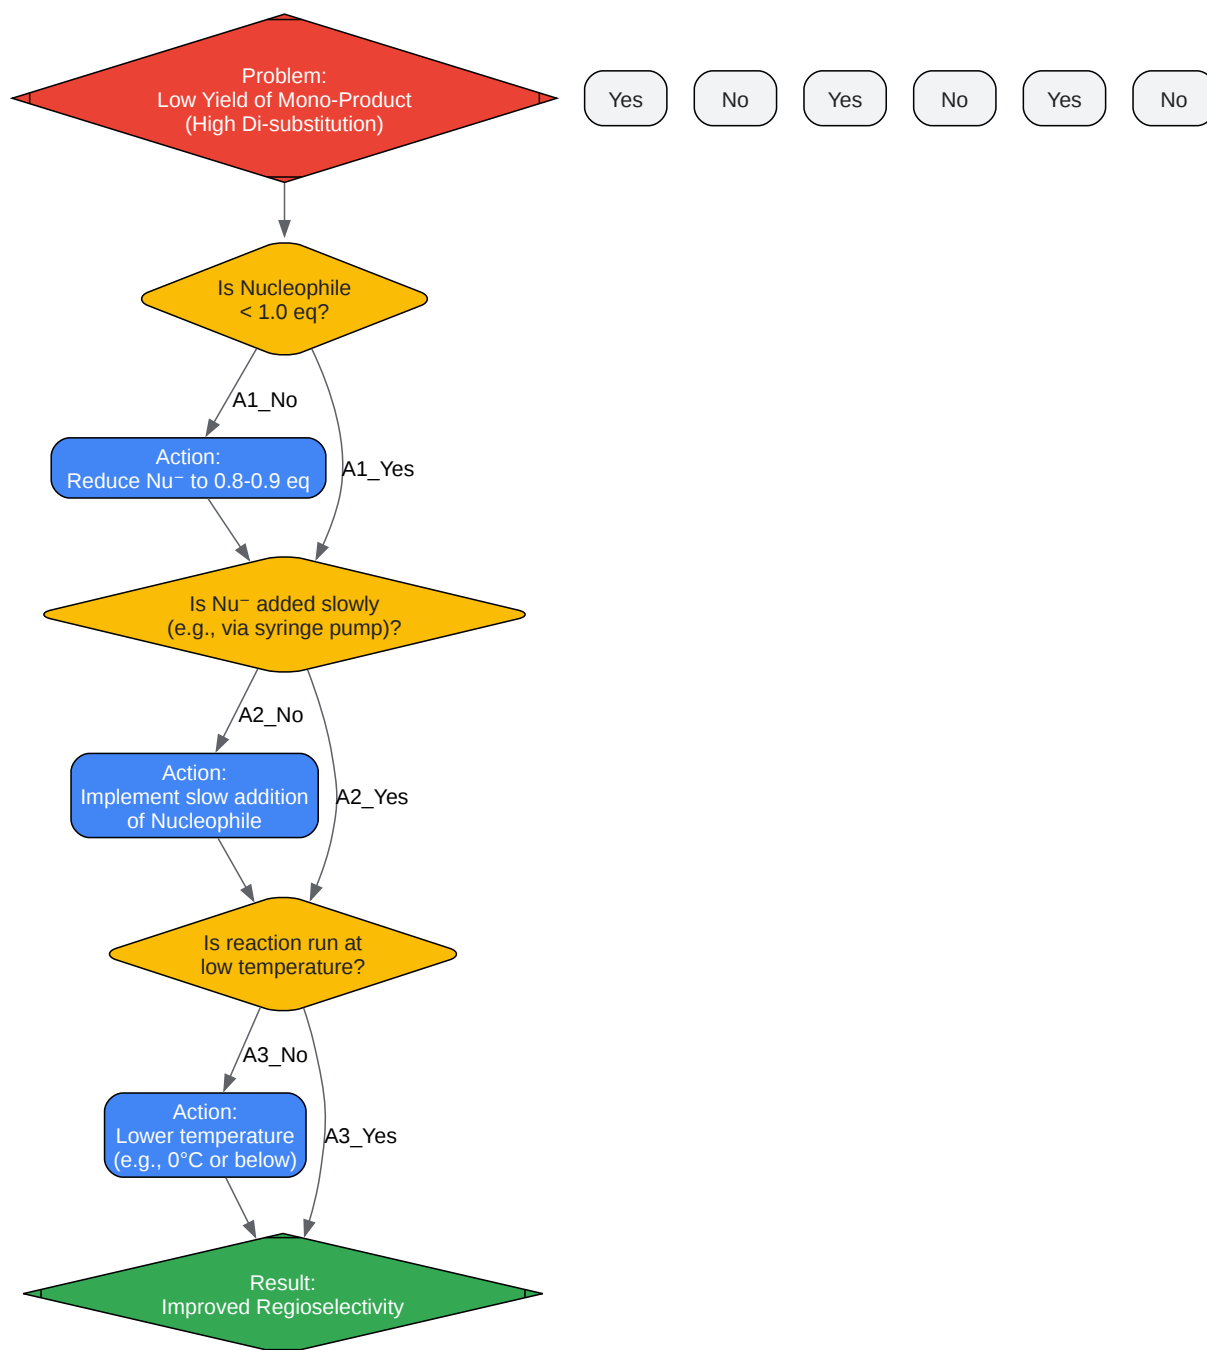 Problem:
Low Yield of Mono-Product
(High Di-substitution)
Yes
No
Yes
No
Yes
No
Is Nucleophile
< 1.0 eq?
A1_No
Action:
Reduce Nu⁻ to 0.8-0.9 eq
A1_Yes
Is Nu⁻ added slowly
(e.g., via syringe pump)?
A2_No
Action:
Implement slow addition
of Nucleophile
A2_Yes
Is reaction run at
low temperature?
A3_No
Action:
Lower temperature
(e.g., 0°C or below)
A3_Yes
Result:
Improved Regioselectivity